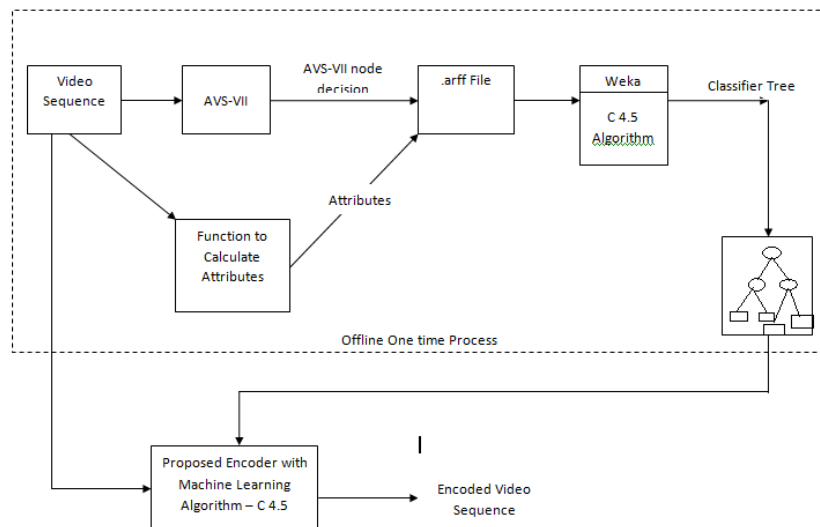 Video
Sequence
AVS-VII
AVS-VII node
decision
.arff File
Weka
C 4.5
Algorithm
Classifier Tree
Attributes
Function to
Calculate
Attributes
Offline One time Process
Proposed Encoder with
Machine Learning
Algorithm – C 4.5
Encoded Video
Sequence